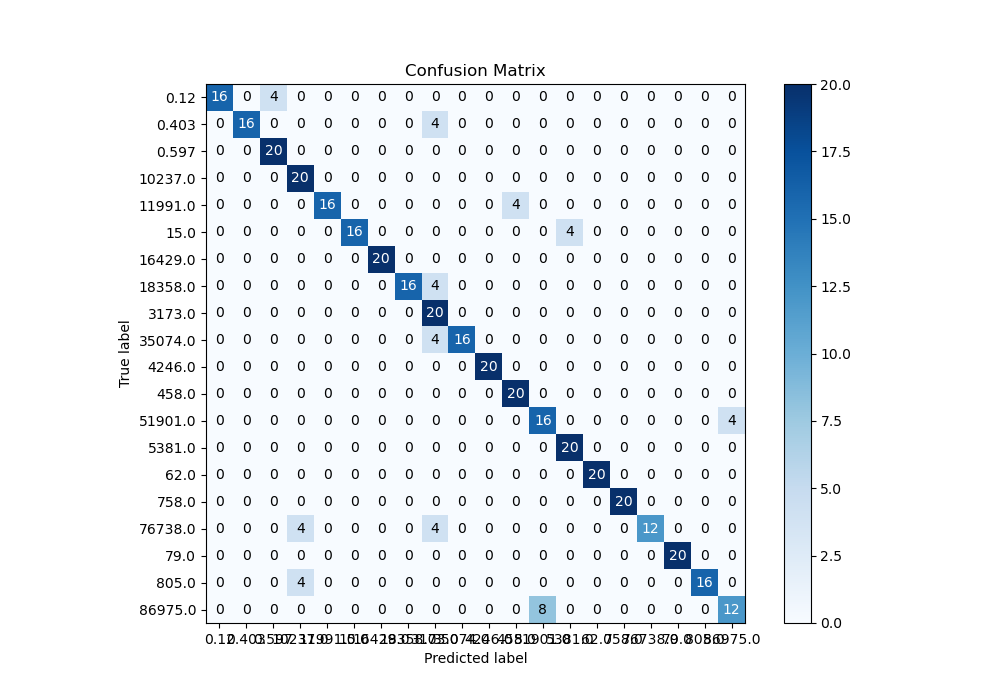 Confusion Matrix
True label
0.12 16 0 4 0 0 0 0 0 0 0 0 0 0 0 0 0 0 0 0 0
0.403 0 16 0 0 0 0 0 0 4 0 0 0 0 0 0 0 0 0 0 0
0.597 0 0 20 0 0 0 0 0 0 0 0 0 0 0 0 0 0 0 0 0
10237.0 0 0 0 20 0 0 0 0 0 0 0 0 0 0 0 0 0 0 0 0
11991.0 0 0 0 0 16 0 0 0 0 0 0 4 0 0 0 0 0 0 0 0
15.0 0 0 0 0 0 16 0 0 0 0 0 0 0 4 0 0 0 0 0 0
16429.0 0 0 0 0 0 0 20 0 0 0 0 0 0 0 0 0 0 0 0 0
18358.0 0 0 0 0 0 0 0 16 4 0 0 0 0 0 0 0 0 0 0 0
3173.0 0 0 0 0 0 0 0 0 20 0 0 0 0 0 0 0 0 0 0 0
35074.0 0 0 0 0 0 0 0 0 4 16 0 0 0 0 0 0 0 0 0 0
4246.0 0 0 0 0 0 0 0 0 0 0 20 0 0 0 0 0 0 0 0 0
458.0 0 0 0 0 0 0 0 0 0 0 0 20 0 0 0 0 0 0 0 0
51901.0 0 0 0 0 0 0 0 0 0 0 0 0 16 0 0 0 0 0 0 4
5381.0 0 0 0 0 0 0 0 0 0 0 0 0 0 20 0 0 0 0 0 0
62.0 0 0 0 0 0 0 0 0 0 0 0 0 0 0 20 0 0 0 0 0
758.0 0 0 0 0 0 0 0 0 0 0 0 0 0 0 0 20 0 0 0 0
76738.0 0 0 0 4 0 0 0 0 4 0 0 0 0 0 0 0 12 0 0 0
79.0 0 0 0 0 0 0 0 0 0 0 0 0 0 0 0 0 0 20 0 0
805.0 0 0 0 4 0 0 0 0 0 0 0 0 0 0 0 0 0 0 16 0
86975.0 0 0 0 0 0 0 0 0 0 0 0 0 8 0 0 0 0 0 0 12
Predicted label
20.0
17.5
15.0
12.5
10.0
7.5
5.0
2.5
0.0